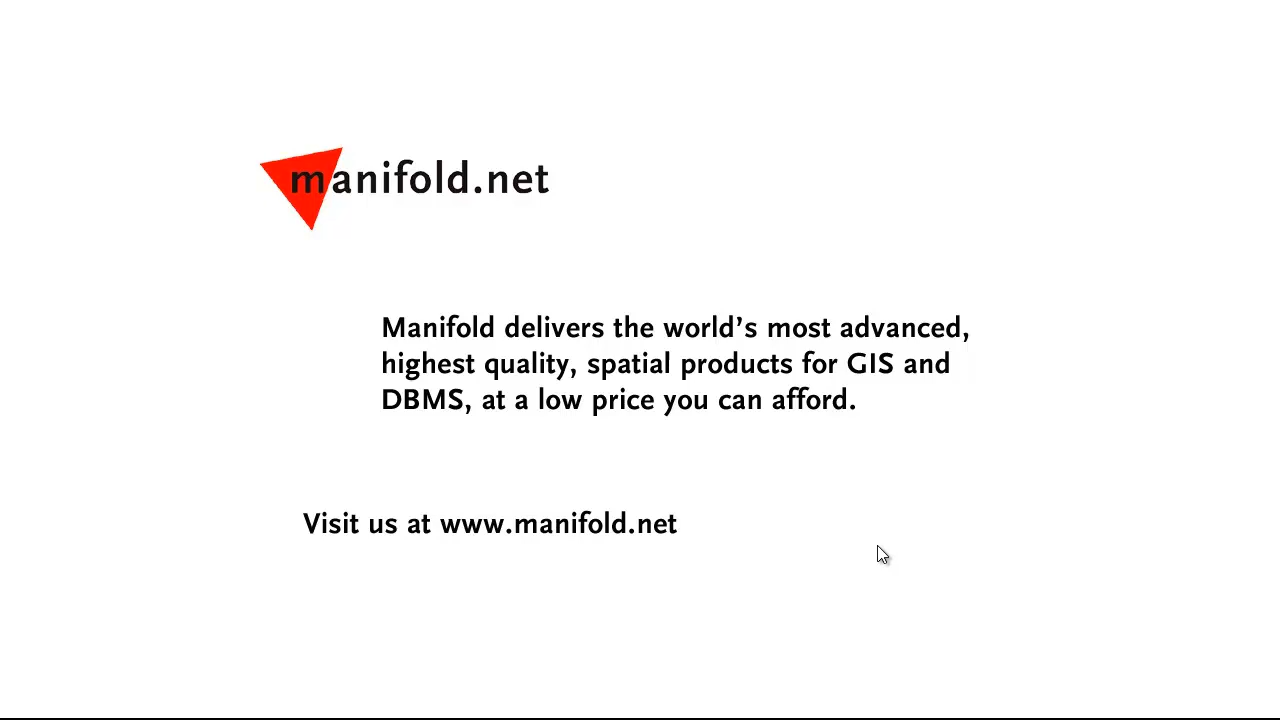 manifold.net
Manifold delivers the world’s most advanced,
highest quality, spatial products for GIS and
DBMS, at a low price you can afford.
Visit us at www.manifold.net